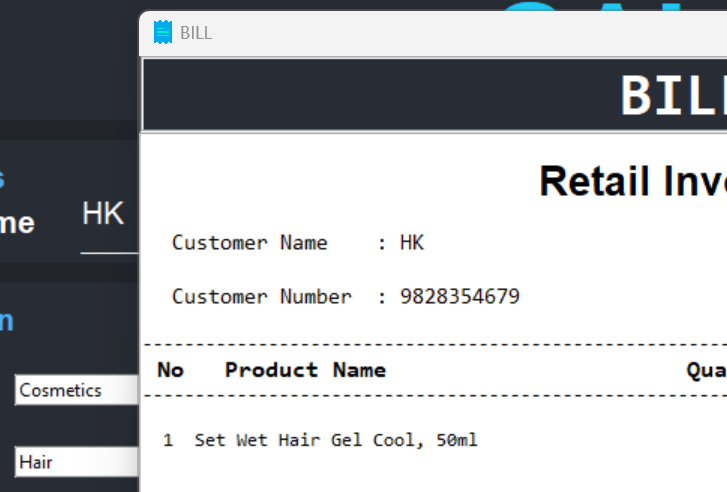 BILL
BILL
Retail Inv
Customer Name : HK
Customer Number : 9828354679
No Product Name Qua
1 Set Wet Hair Gel Cool, 50ml
s
me HK
n
Cosmetics
Hair